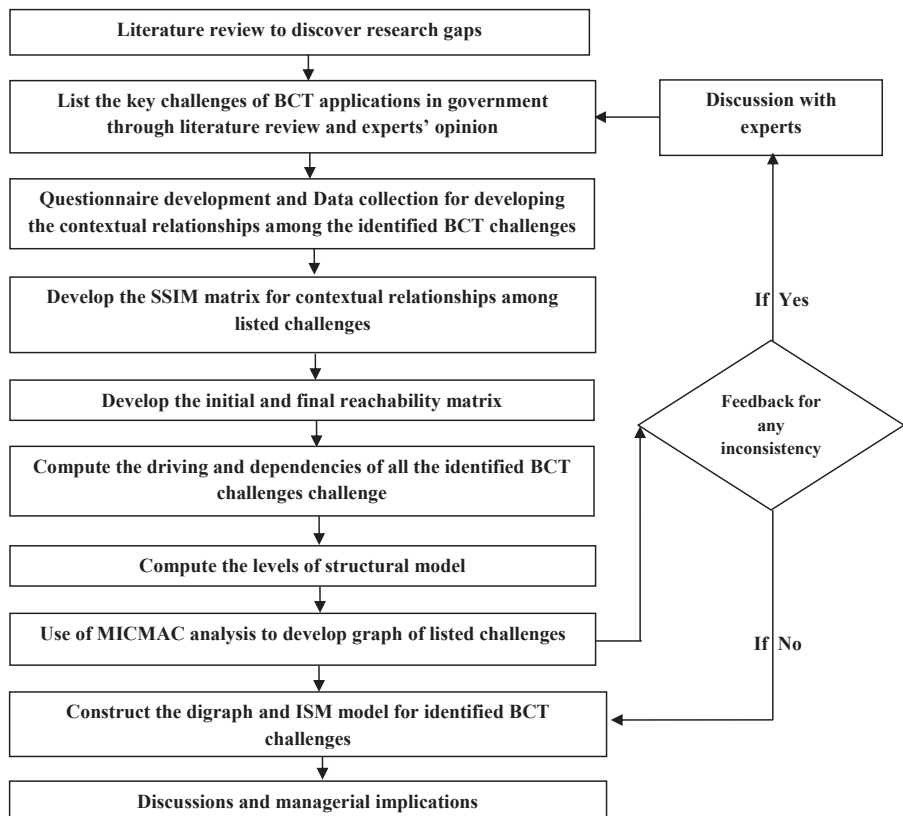 Literature review to discover research gaps
List the key challenges of BCT applications in government
through literature review and experts’ opinion
Discussion with
experts
Questionnaire development and Data collection for developing
the contextual relationships among the identified BCT challenges
Develop the SSIM matrix for contextual relationships among
listed challenges
If Yes
Develop the initial and final reachability matrix
Feedback for
any
inconsistency
Compute the driving and dependencies of all the identified BCT
challenges challenge
Compute the levels of structural model
Use of MICMAC analysis to develop graph of listed challenges
If No
Construct the digraph and ISM model for identified BCT
challenges
Discussions and managerial implications